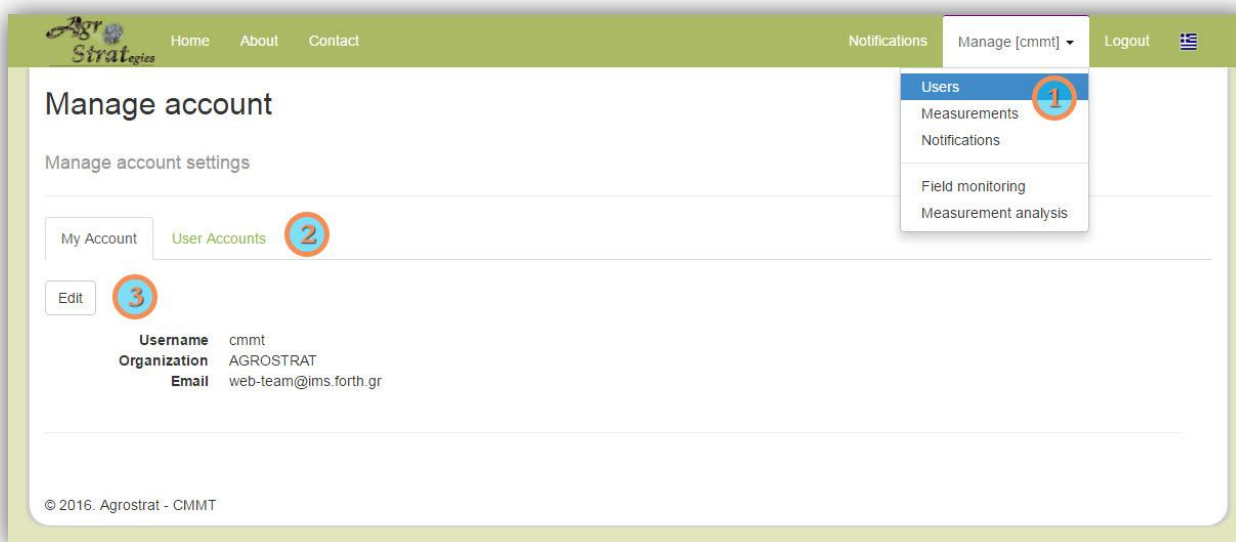 Agr
Strategies
Home About Contact
Notifications Manage [cmmt] Logout
Users
1
Measurements
Notifications
Field monitoring
Measurement analysis
Manage account
Manage account settings
My Account User Accounts 2
Edit 3
Username cmmt
Organization AGROSTRAT
Email web-team@ims.forth.gr
© 2016. Agrostrat - CMMT